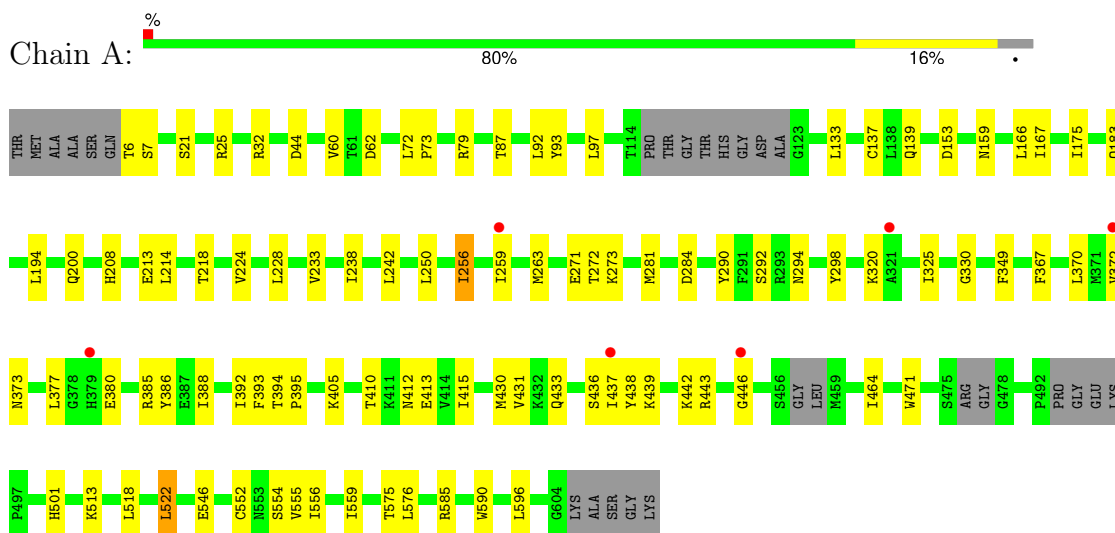 %
Chain A: 80% 16% •
THR MET ALA ALA SER GLN T6 S7 S21 R25 R32 D44 V60 T61 D62 L72 P73 R79 T87 L92 Y93 L97 T114 PRO THR GLY THR HIS GLY ASP ALA G123 L133 C137 L138 Q139 D153 N159 L166 I167 I175
L194 Q200 H208 E213 L214 T218 V224 L228 V233 I238 L242 L250 I256 I259 M263 E271 T272 K273 M281 D284 Y290 F291 S292 R293 N294 Y298 K320 A321 I325 G330 F349 F367 L370 M371
N373 L377 G378 H379 E380 R385 Y386 E387 I388 I392 F393 T394 P395 K405 T410 K411 N412 E413 V414 I415 M430 V431 K432 Q433 S436 I437 Y438 K439 K442 R443 G446 S456 GLY LEU M459 I464 W471 S475 ARG GLY G478 P492 PRO GLY GLU LYS
P497 H501 K513 L518 L522 E546 C552 N553 S554 V555 I556 I559 T575 L576 R585 W590 L596 G604 LYS ALA SER GLY LYS